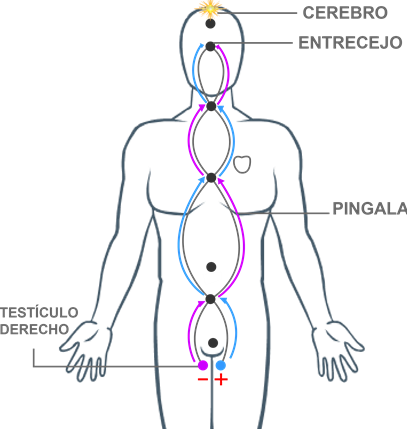 CEREBRO
ENTRECEJO
PINGALA
TESTÍCULO
DERECHO
- +